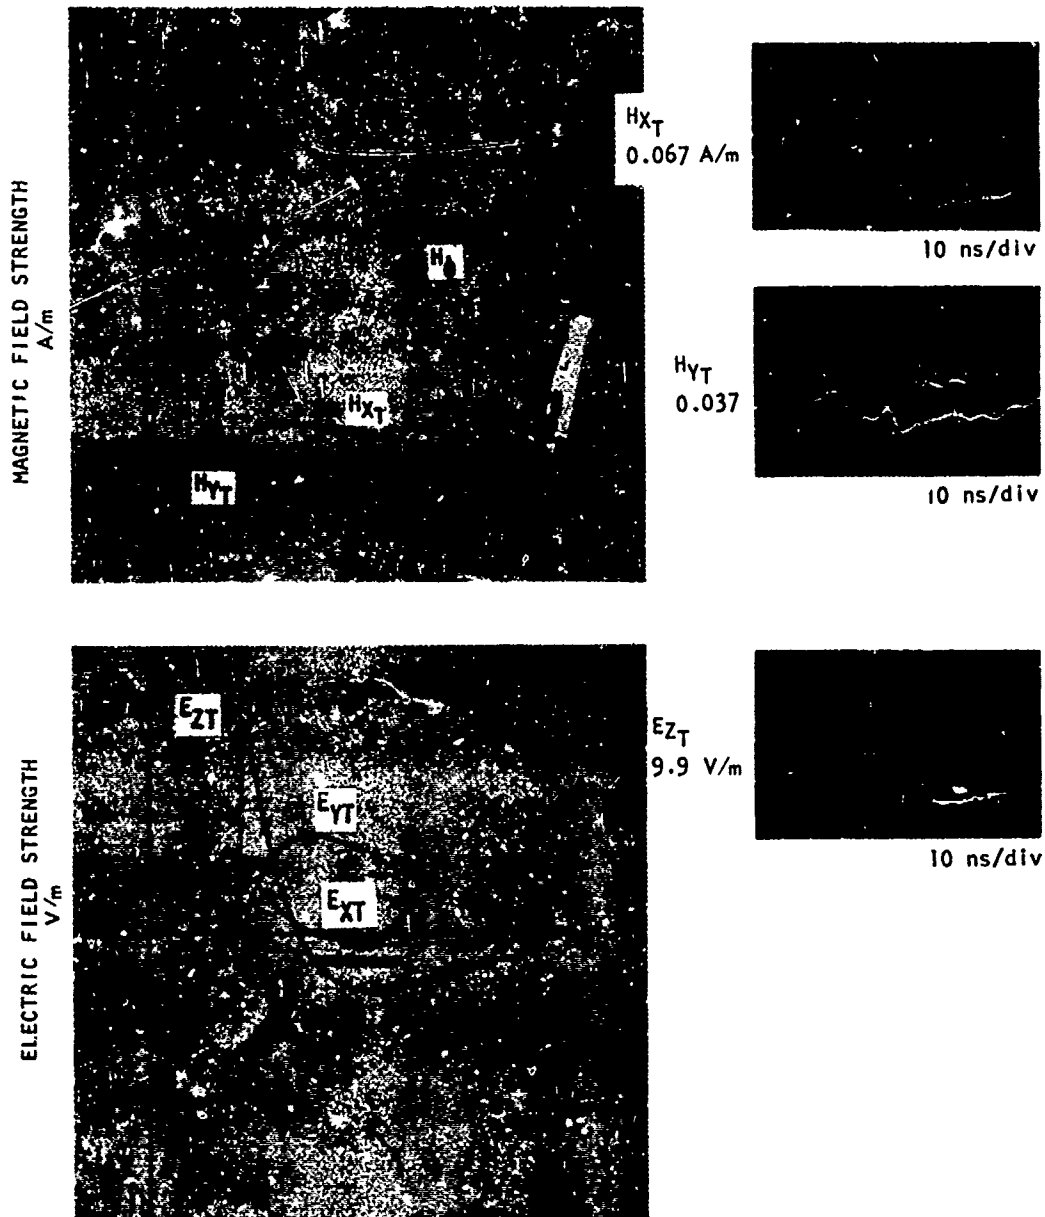 MAGNETIC FIELD STRENGTH
A/m
H
HXT
HYT
HXT
0.067 A/m
10 ns/div
HYT
0.037
10 ns/div
ELECTRIC FIELD STRENGTH
V/m
EZT
EYT
EXT
EZT
9.9 V/m
10 ns/div